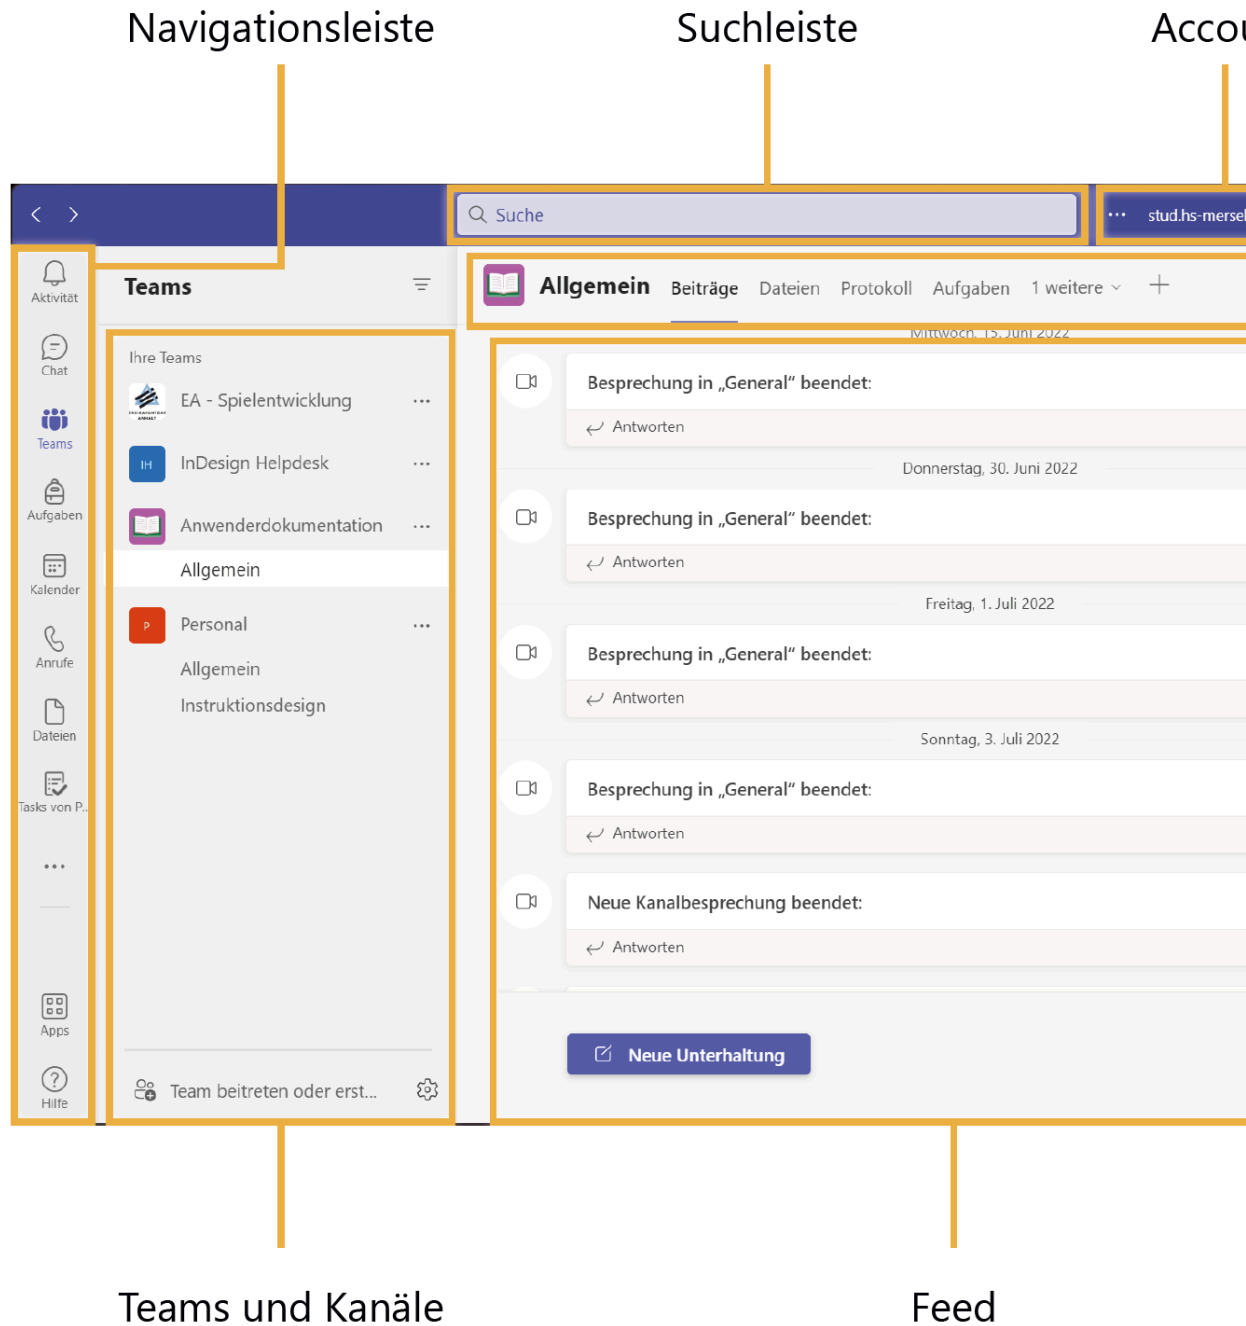 Navigationsleiste
Suchleiste
Suche
stud.hs-
Aktivität
Chat
Teams
Aufgaben
Kalender
Anrufe
Dateien
Tasks von P..
Apps
Hilfe
Teams
Ihre Teams
EA - Spielentwicklung
IH InDesign Helpdesk
Anwenderdokumentation
Allgemein
P Personal
Allgemein
Instruktionsdesign
Team beitreten oder erst...
Allgemein Beiträge Dateien Protokoll Aufgaben 1 weitere
Mittwoch, 15. Juni 2022
Besprechung in „General“ beendet:
Antworten
Donnerstag, 30. Juni 2022
Besprechung in „General“ beendet:
Antworten
Freitag, 1. Juli 2022
Besprechung in „General“ beendet:
Antworten
Sonntag, 3. Juli 2022
Besprechung in „General“ beendet:
Antworten
Neue Kanalbesprechung beendet:
Antworten
Neue Unterhaltung
Teams und Kanäle
Feed